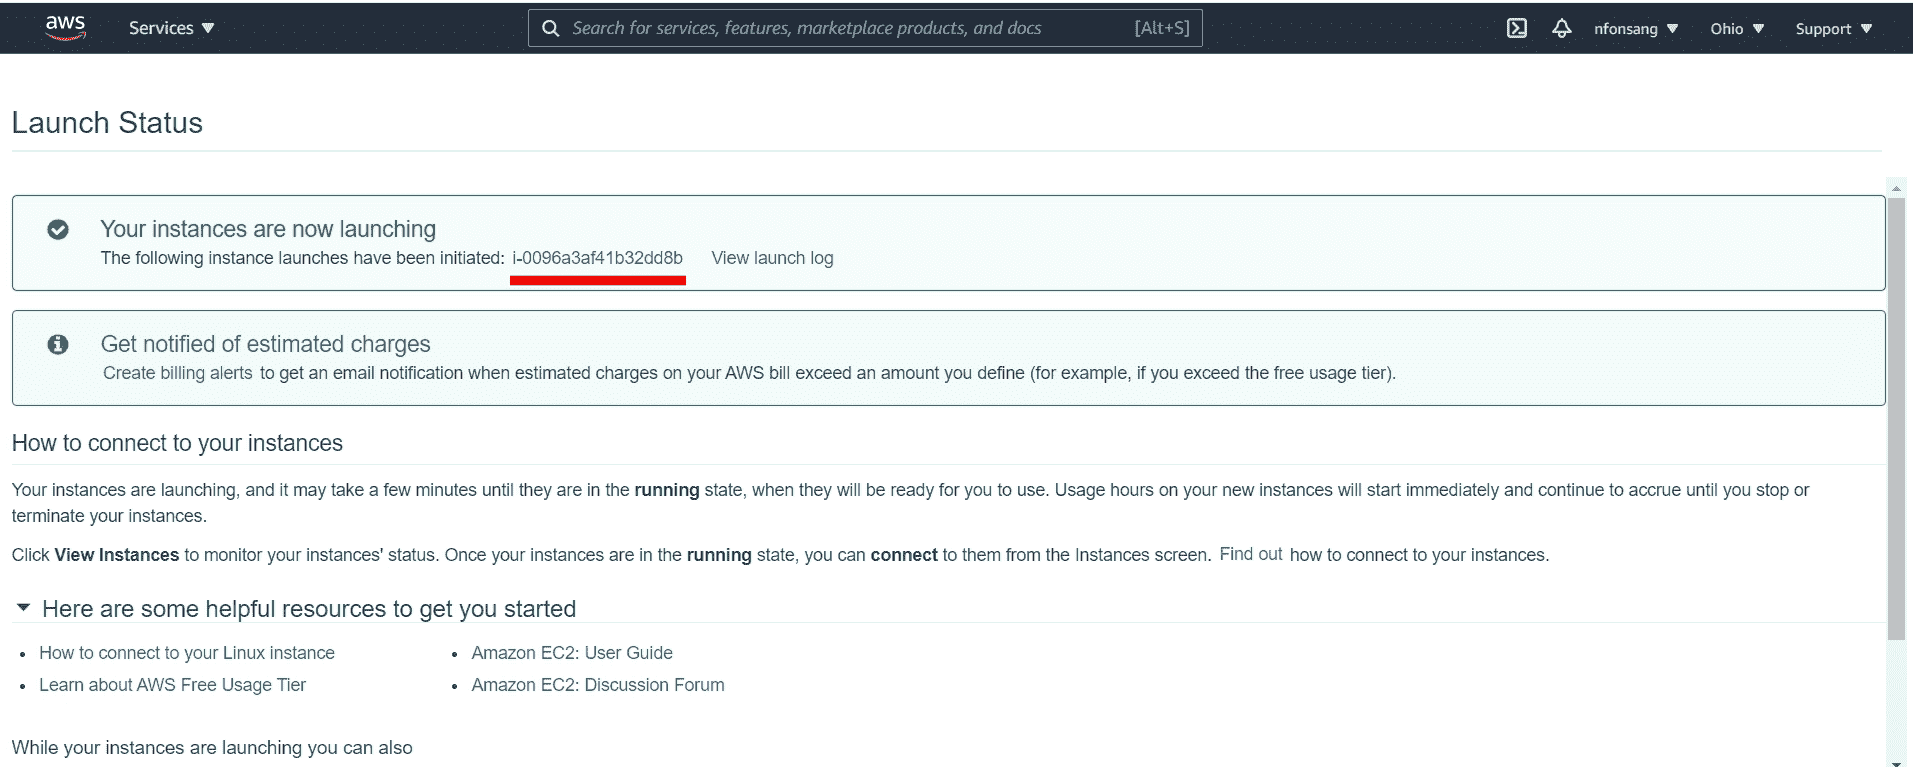 aws Services Search for services, features, marketplace products, and docs [Alt+S] nfonsang Ohio Support
Launch Status
Your instances are now launching
The following instance launches have been initiated: i-0096a3af41b32dd8b View launch log
Get notified of estimated charges
Create billing alerts to get an email notification when estimated charges on your AWS bill exceed an amount you define (for example, if you exceed the free usage tier).
How to connect to your instances
Your instances are launching, and it may take a few minutes until they are in the running state, when they will be ready for you to use. Usage hours on your new instances will start immediately and continue to accrue until you stop or
terminate your instances.
Click View Instances to monitor your instances' status. Once your instances are in the running state, you can connect to them from the Instances screen. Find out how to connect to your instances.
Here are some helpful resources to get you started
How to connect to your Linux instance
Learn about AWS Free Usage Tier
Amazon EC2: User Guide
Amazon EC2: Discussion Forum
While your instances are launching you can also